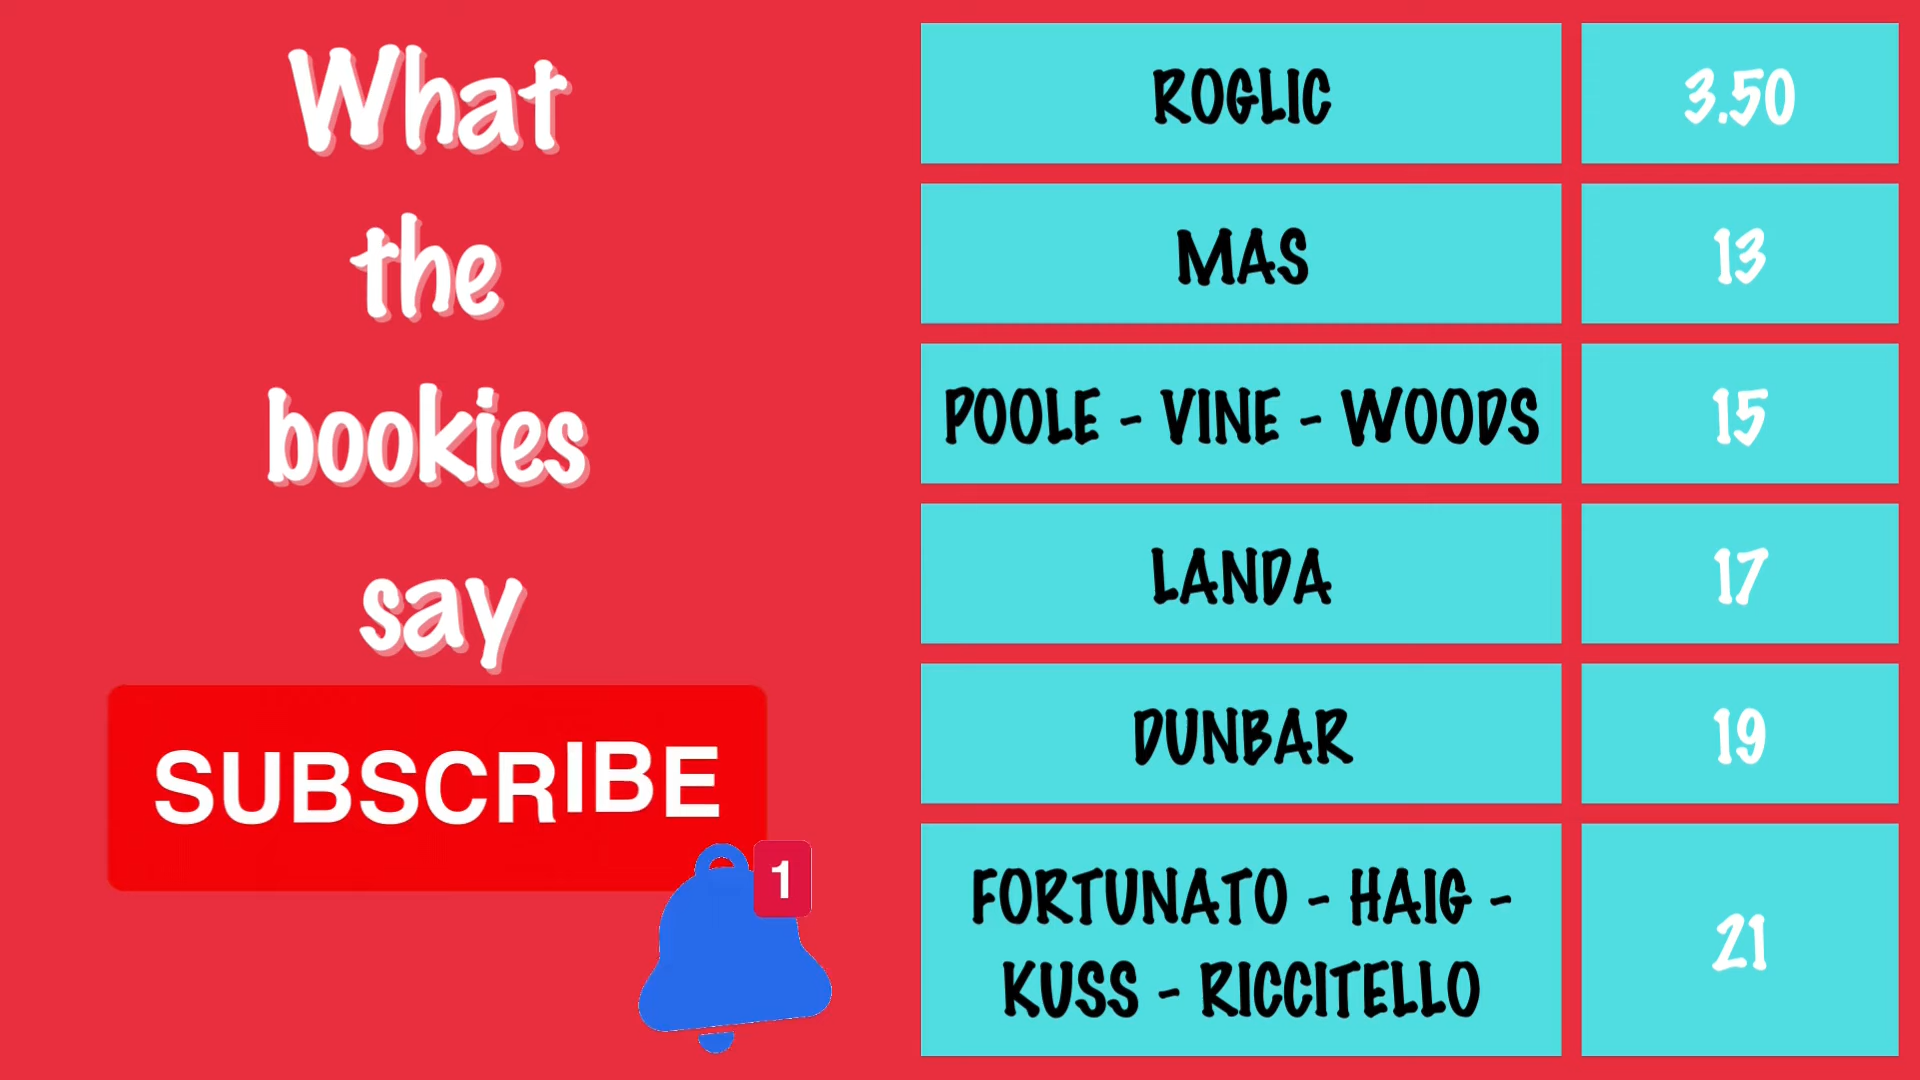 What
the
bookies
say
SUBSCRIBE
1
ROGLIC 3.50
MAS 13
POOLE - VINE - WOODS 15
LANDA 17
DUNBAR 19
FORTUNATO - HAIG -
KUSS - RICCITELLO 21